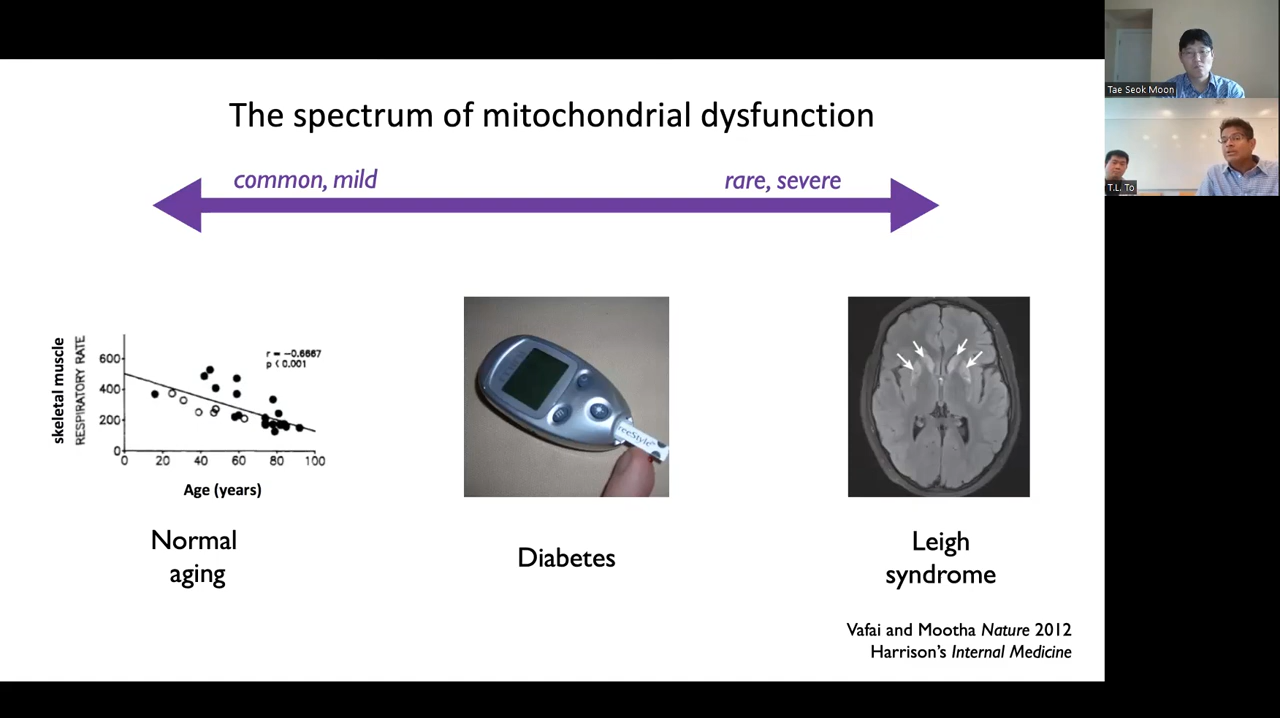 The spectrum of mitochondrial dysfunction
common, mild
rare, severe
skeletal muscle
RESPIRATORY RATE
600
400
200
0
r = -0.6667
p < 0.001
0 20 40 60 80 100
Age (years)
reeStyle
Normal
aging
Diabetes
Leigh
syndrome
Vafai and Mootha Nature 2012
Harrison's Internal Medicine
Tae Seok Moon
T.L. To